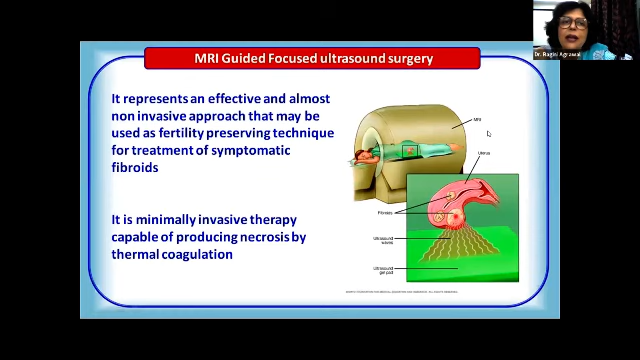 MRI Guided Focused ultrasound surgery
Dr. Ragini Agrawal
It represents an effective and almost
non invasive approach that may be
used as fertility preserving technique
for treatment of symptomatic
fibroids
It is minimally invasive therapy
capable of producing necrosis by
thermal coagulation
MRI
Uterus
Fibroids
Ultrasound
waves
Ultrasound
gel pad